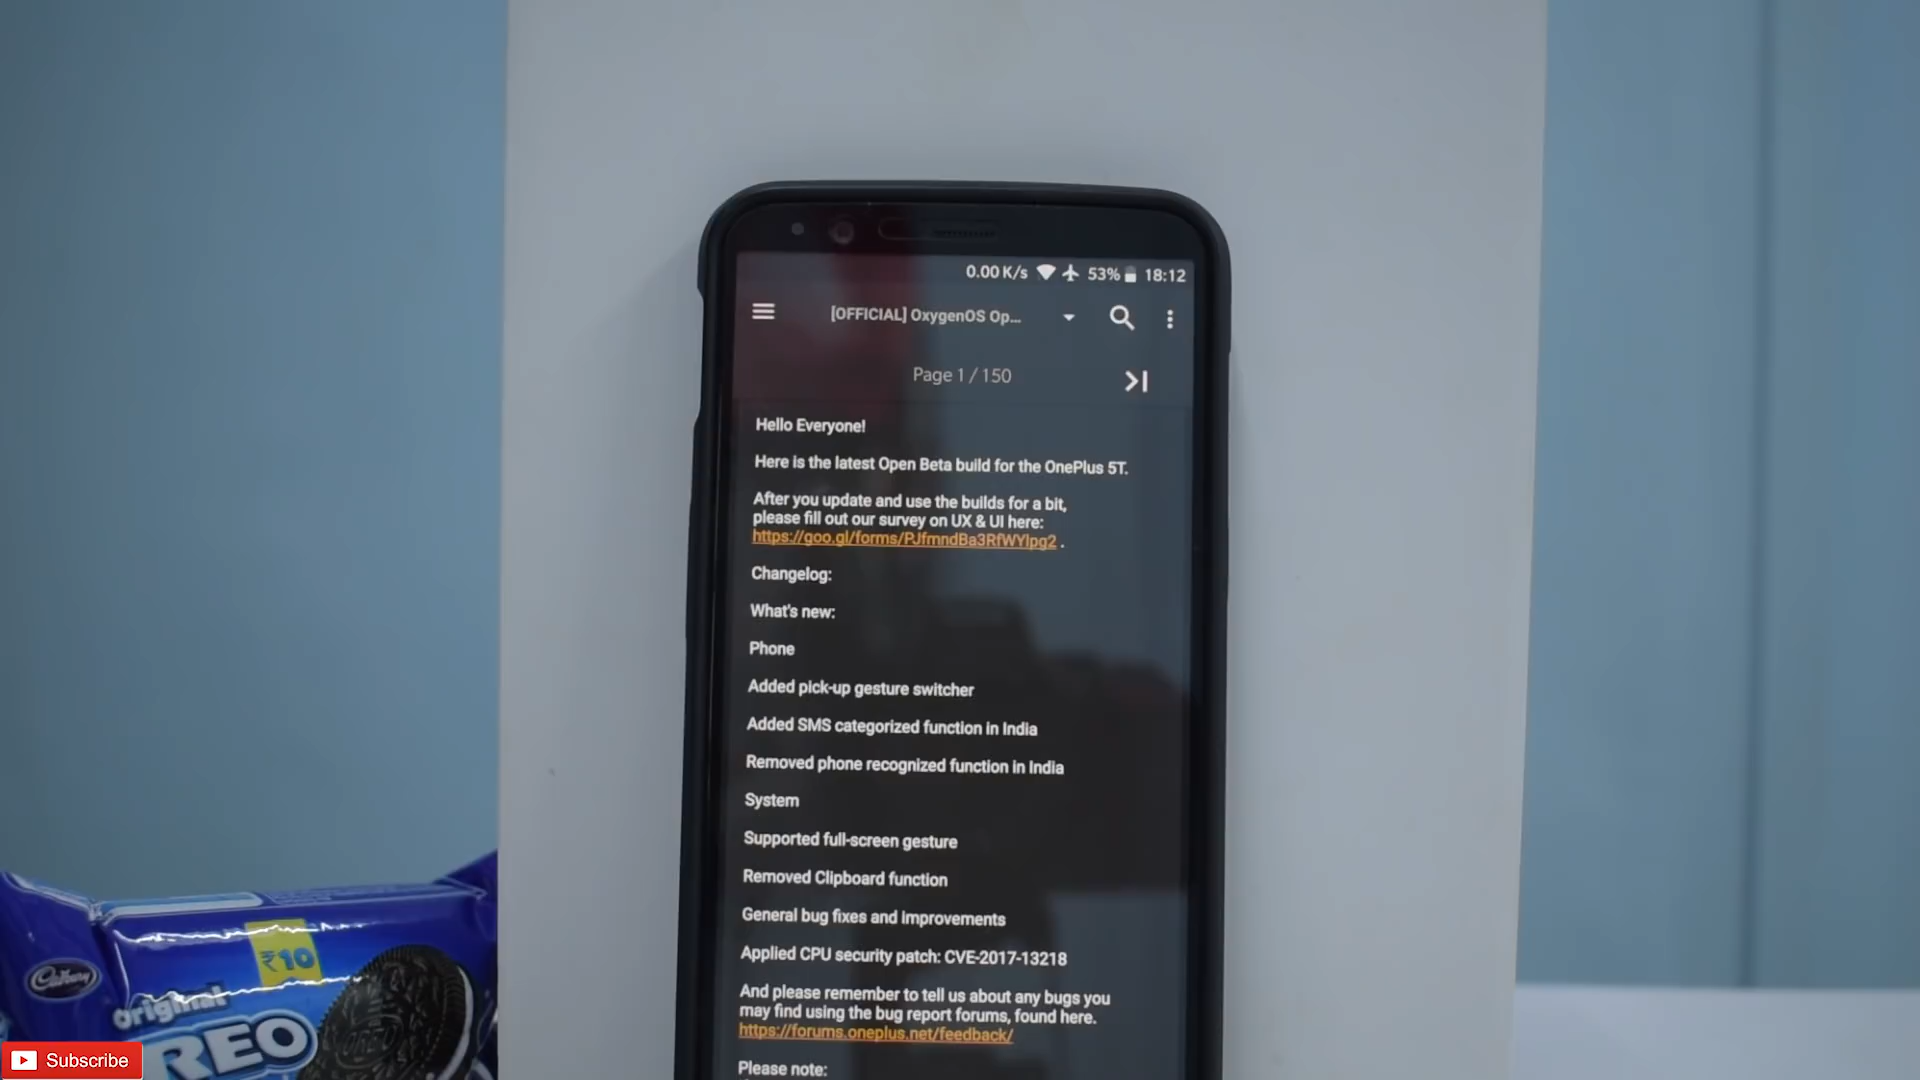 0.00 K/s 53% 18:12
[OFFICIAL] OxygenOS Op...
Page 1 / 150
Hello Everyone!
Here is the latest Open Beta build for the OnePlus 5T.
After you update and use the builds for a bit,
please fill out our survey on UX & UI here:
https://goo.gl/forms/PJfmndBa3RfWYlpg2 .
Changelog:
What's new:
Phone
Added pick-up gesture switcher
Added SMS categorized function in India
Removed phone recognized function in India
System
Supported full-screen gesture
Removed Clipboard function
General bug fixes and Improvements
Applied CPU security patch: CVE-2017-13218
And please remember to tell us about any bugs you
may find using the bug report forums, found here.
https://forums.oneplus.net/feedback/
Please note:
₹10
Cadbury
Original
OREO
Subscribe